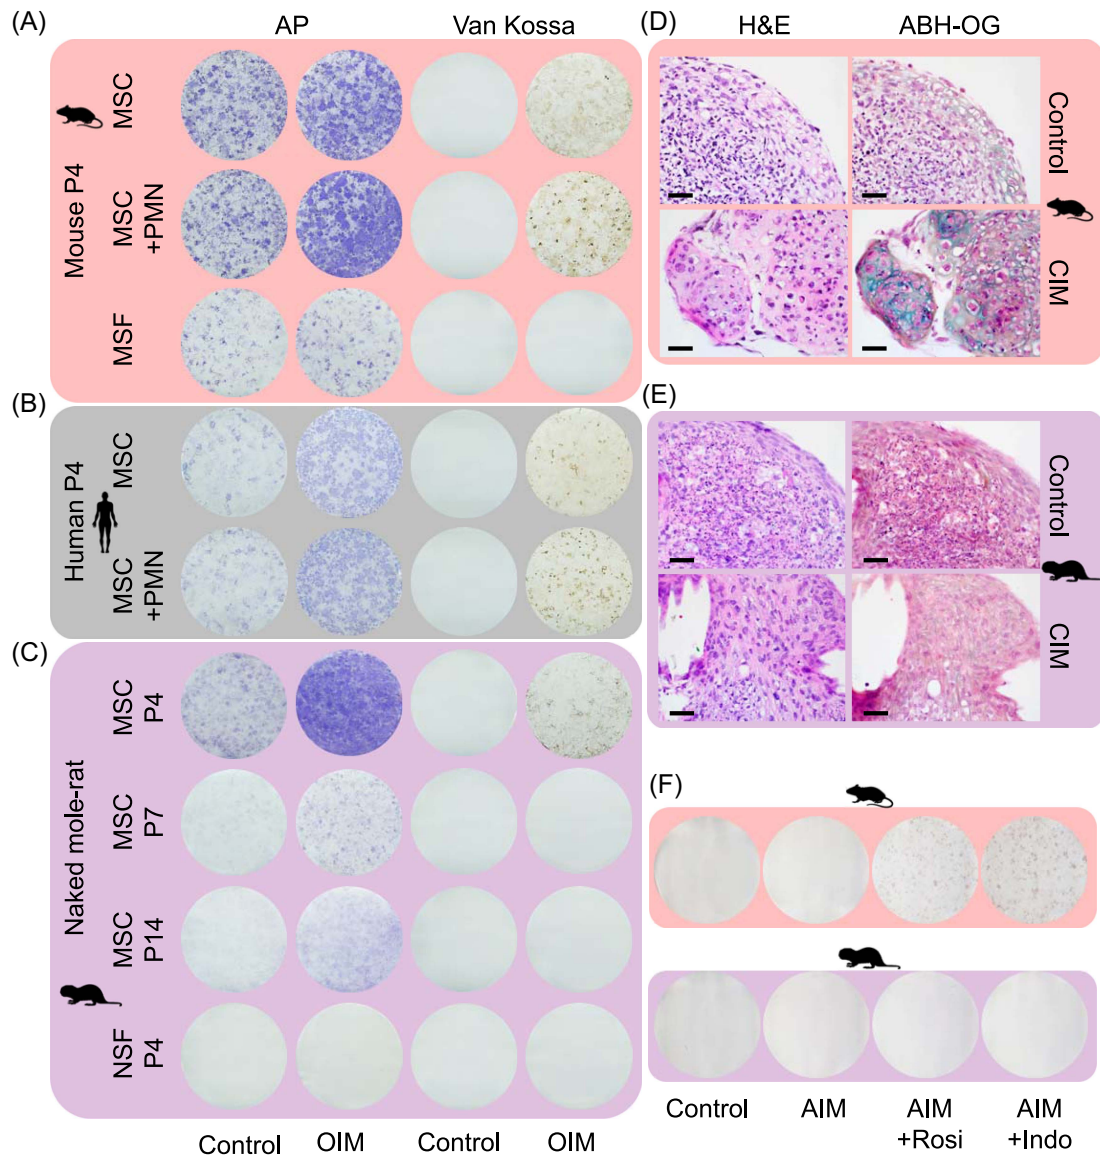 (A)
AP
Van Kossa
Mouse P4
MSC
MSC
+PMN
MSF
(B)
Human P4
MSC
MSC
+PMN
(C)
Naked mole-rat
MSC
P4
MSC
P7
MSC
P14
NSF
P4
Control
OIM
Control
OIM
(D)
H&E
ABH-OG
Control
CIM
(E)
Control
CIM
(F)
Control
AIM
AIM
+Rosi
AIM
+Indo